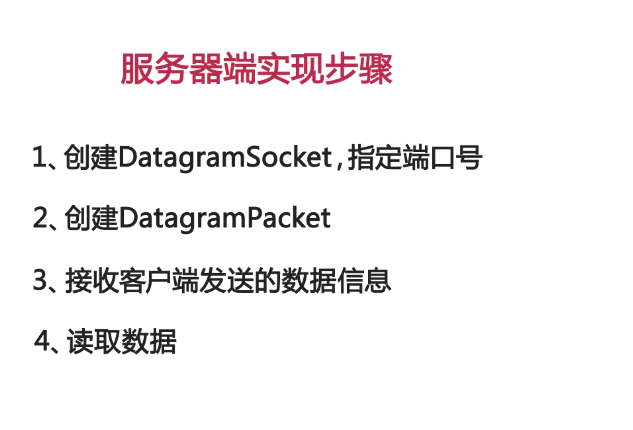 服务器端实现步骤
1、创建DatagramSocket,指定端口号
2、创建DatagramPacket
3、接收客户端发送的数据信息
4、读取数据